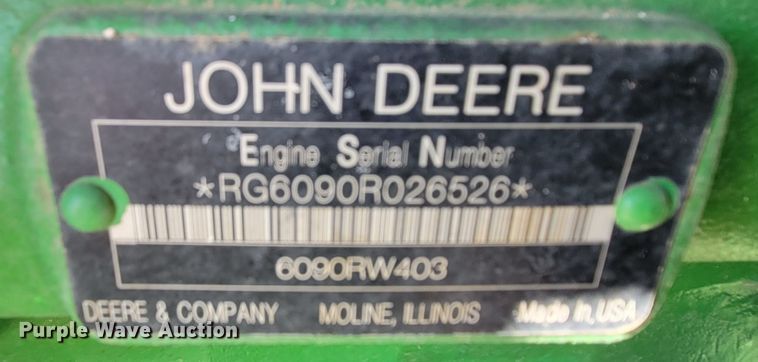 JOHN DEERE
Engine Serial Number
*RG6090R026526*
6090RW403
DEERE & COMPANY MOLINE, ILLINOIS Made in USA
Purple Wave Auction